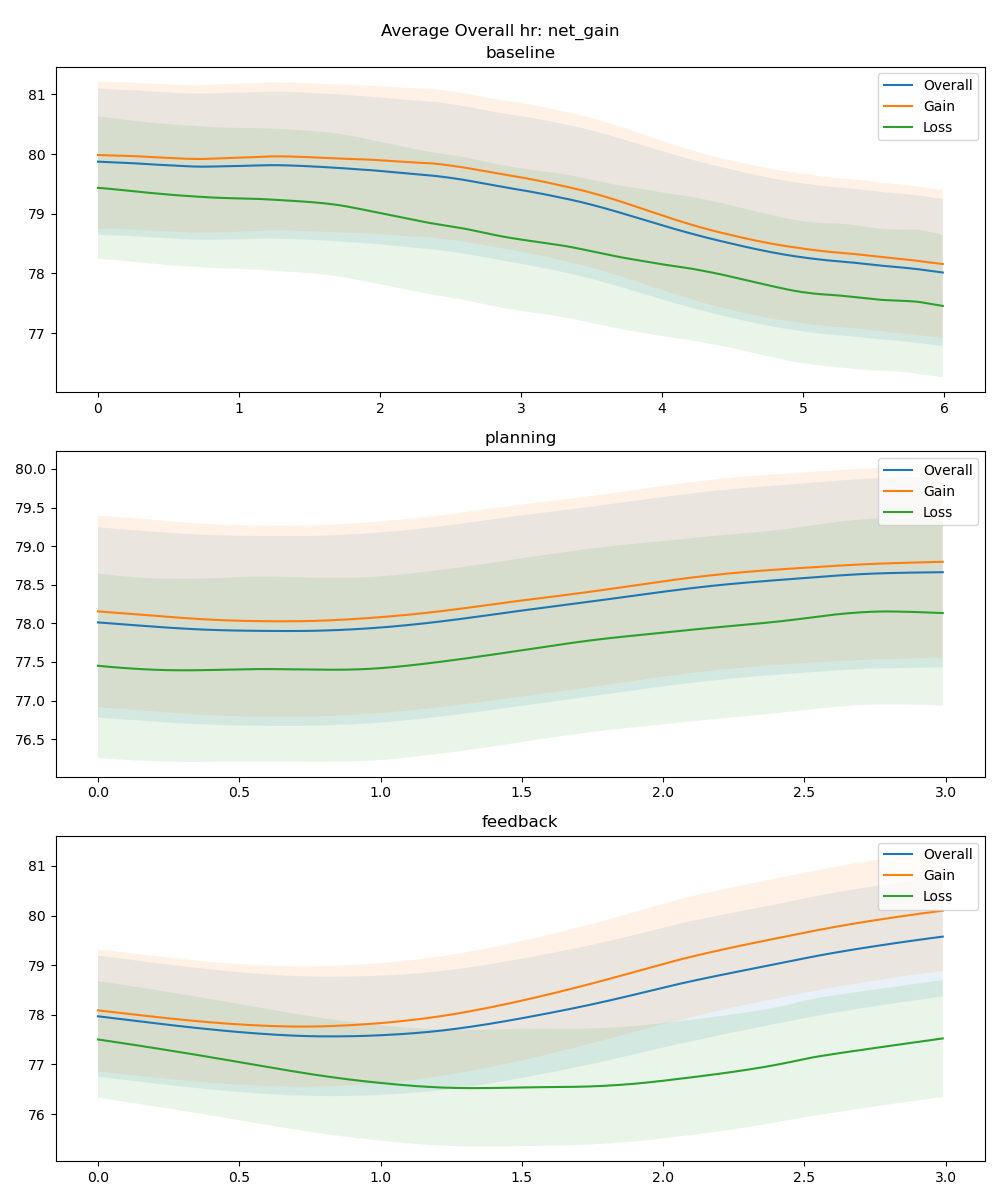 Average Overall hr: net_gain
baseline
81
80
79
78
77
0 1 2 3 4 5 6
Overall
Gain
Loss
planning
80.0
79.5
79.0
78.5
78.0
77.5
77.0
76.5
0.0 0.5 1.0 1.5 2.0 2.5 3.0
Overall
Gain
Loss
feedback
81
80
79
78
77
76
0.0 0.5 1.0 1.5 2.0 2.5 3.0
Overall
Gain
Loss